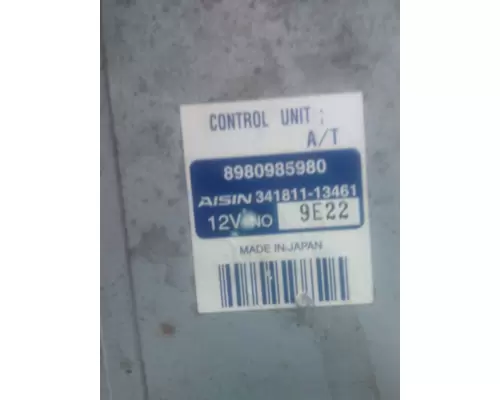 CONTROL UNIT ;
A/T
8980985980
AISIN 341811-13461
12V NO 9E22
MADE IN JAPAN